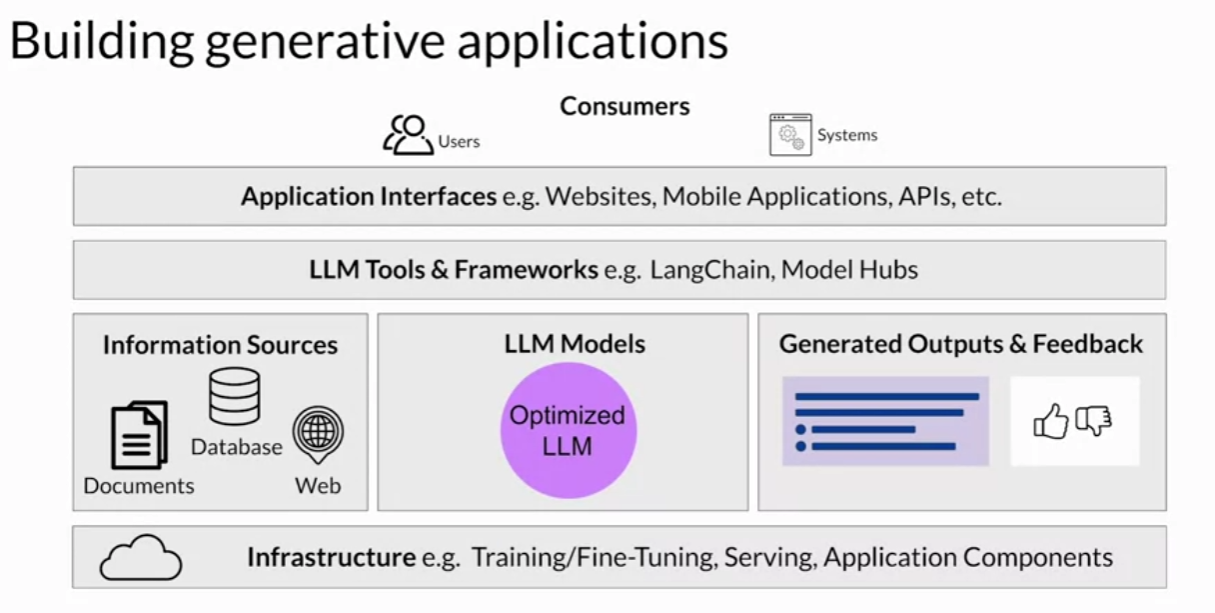 Building generative applications
Consumers
Users
Systems
Application Interfaces e.g. Websites, Mobile Applications, APIs, etc.
LLM Tools & Frameworks e.g. LangChain, Model Hubs
Information Sources
Documents
Database
Web
LLM Models
Optimized
LLM
Generated Outputs & Feedback
Infrastructure e.g. Training/Fine-Tuning, Serving, Application Components